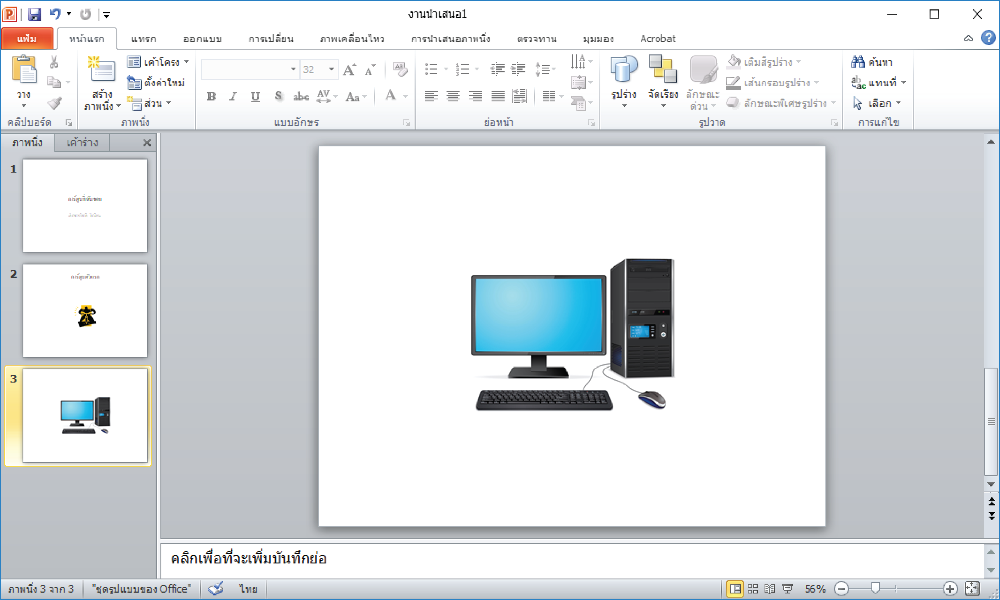 งานนำเสนอ1
แฟ้ม หน้าแรก แทรก ออกแบบ การเปลี่ยน ภาพเคลื่อนไหว การนำเสนอภาพนิ่ง ตรวจทาน มุมมอง Acrobat
วาง
สร้าง
ภาพนิ่ง
เค้าโครง
ตั้งค่าใหม่
ส่วน
32
รูปร่าง
จัดเรียง
ลักษณะ
ด่วน
เติมสีรูปร่าง
เส้นกรอบรูปร่าง
ลักษณะพิเศษรูปร่าง
ค้นหา
แทนที่
เลือก
คลิปบอร์ด ภาพนิ่ง แบบอักษร ย่อหน้า รูปวาด การแก้ไข
ภาพนิ่ง เค้าร่าง
1
2
3
คลิกเพื่อที่จะเพิ่มบันทึกย่อ
ภาพนิ่ง 3 จาก 3 "ชุดรูปแบบของ Office" ไทย 56%